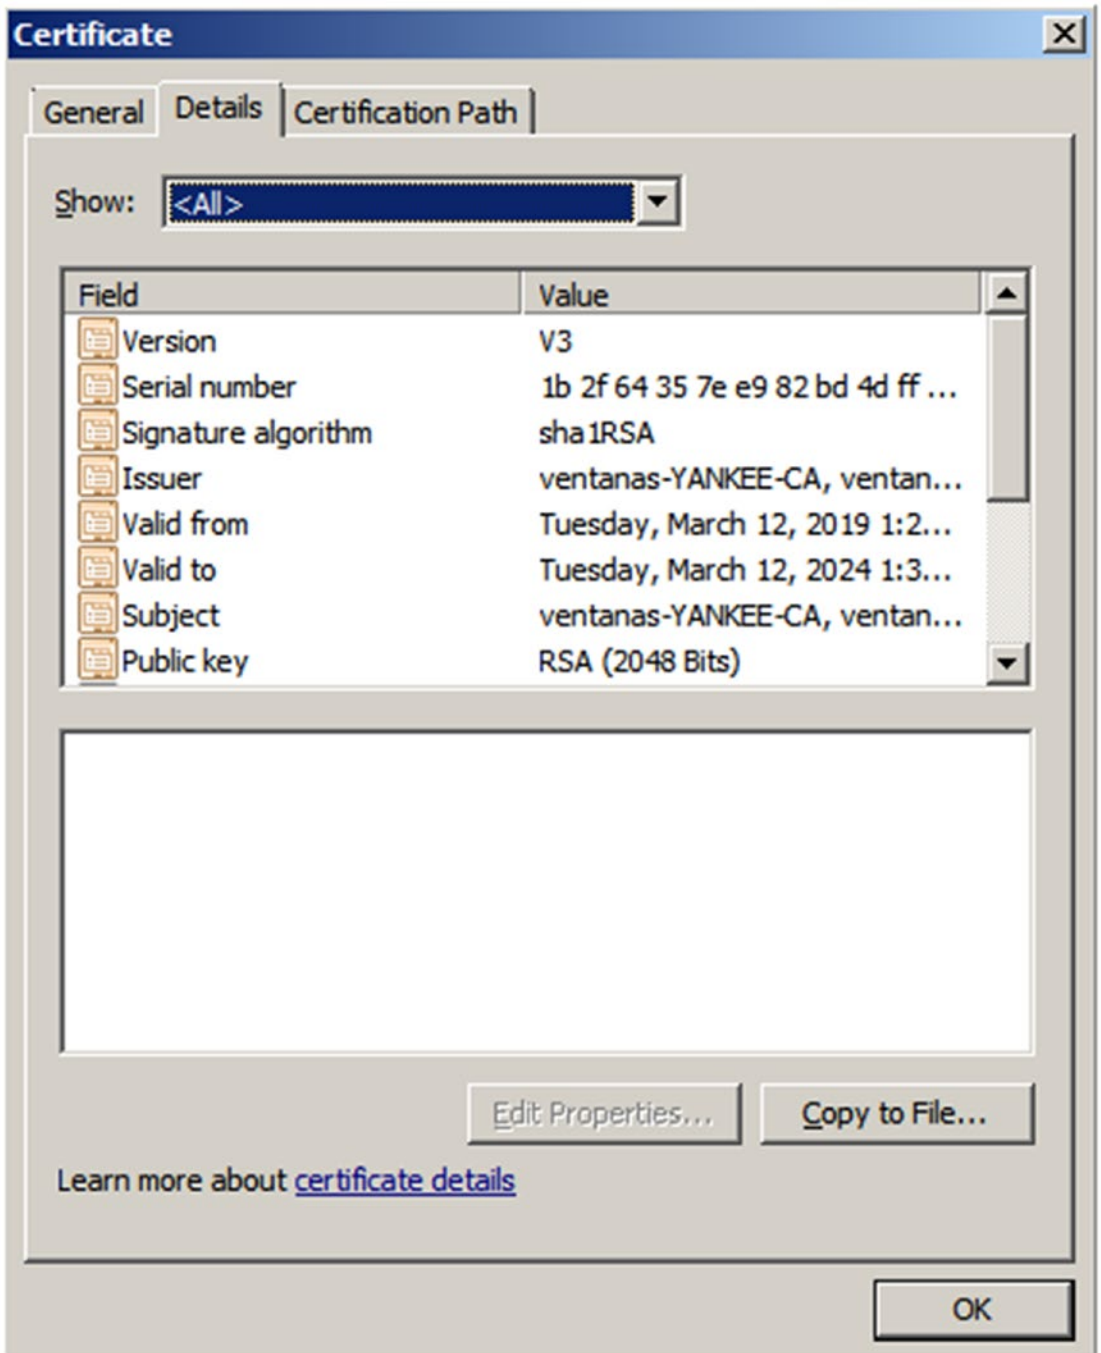 Certificate
General Details Certification Path
Show: <All>
Field Value
Version V3
Serial number 1b 2f 64 35 7e e9 82 bd 4d ff ...
Signature algorithm sha1RSA
Issuer ventanas-YANKEE-CA, ventan...
Valid from Tuesday, March 12, 2019 1:2...
Valid to Tuesday, March 12, 2024 1:3...
Subject ventanas-YANKEE-CA, ventan...
Public key RSA (2048 Bits)
Edit Properties... Copy to File...
Learn more about certificate details
OK